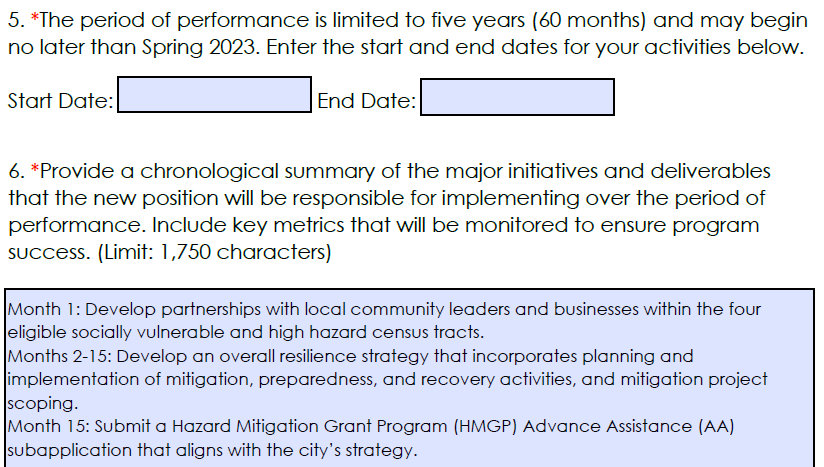 5. *The period of performance is limited to five years (60 months) and may begin
no later than Spring 2023. Enter the start and end dates for your activities below.
Start Date: End Date:
6. *Provide a chronological summary of the major initiatives and deliverables
that the new position will be responsible for implementing over the period of
performance. Include key metrics that will be monitored to ensure program
success. (Limit: 1,750 characters)
Month 1: Develop partnerships with local community leaders and businesses within the four
eligible socially vulnerable and high hazard census tracts.
Months 2-15: Develop an overall resilience strategy that incorporates planning and
implementation of mitigation, preparedness, and recovery activities, and mitigation project
scoping.
Month 15: Submit a Hazard Mitigation Grant Program (HMGP) Advance Assistance (AA)
subapplication that aligns with the city's strategy.